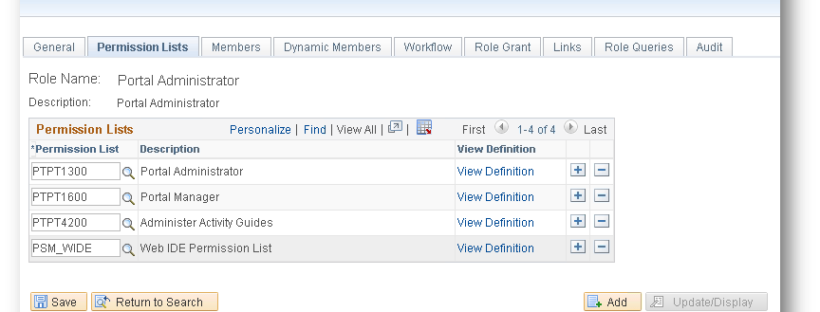 General Permission Lists Members Dynamic Members Workflow Role Grant Links Role Queries Audit
Role Name: Portal Administrator
Description: Portal Administrator
Permission Lists Personalize | Find | View All | | First 1-4 of 4 Last
*Permission List Description View Definition
PTPT1300 Portal Administrator View Definition
PTPT1600 Portal Manager View Definition
PTPT4200 Administer Activity Guides View Definition
PSM_WIDE Web IDE Permission List View Definition
Save Return to Search Add Update/Display